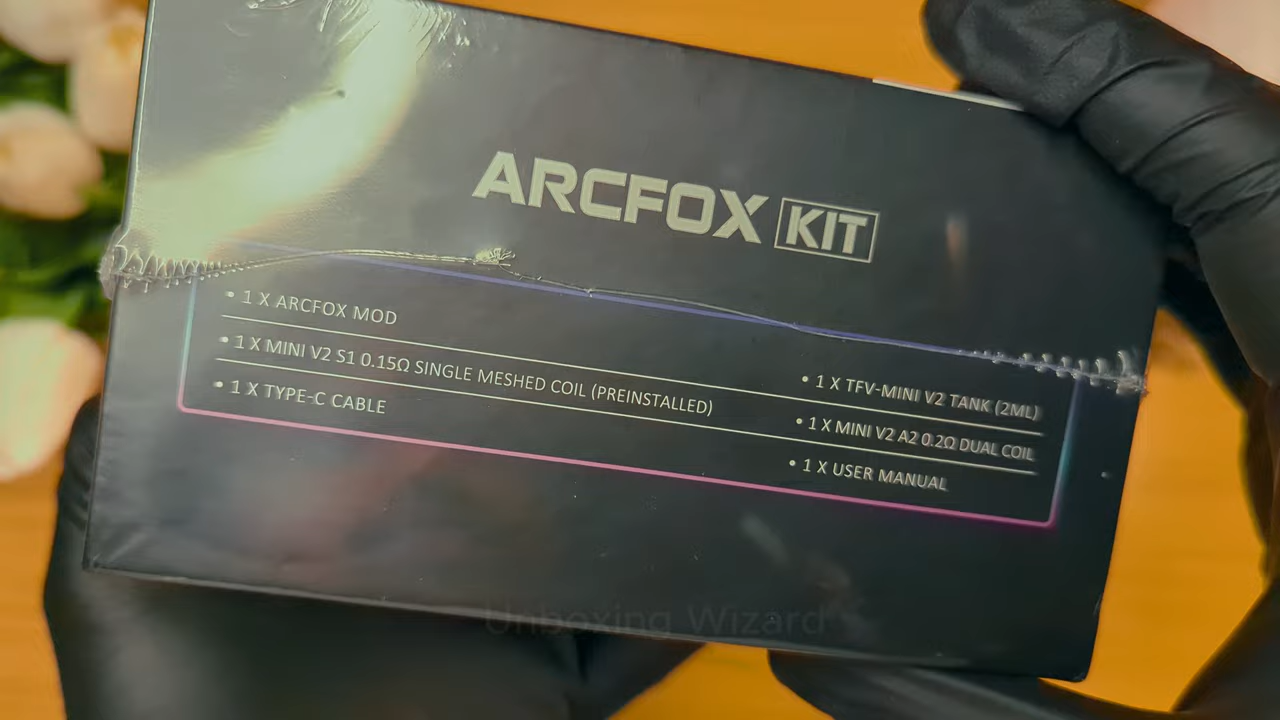 ARCFOX KIT
• 1 X ARCFOX MOD
• 1 X TFV-MINI V2 TANK (2ML)
• 1 X MINI V2 S1 0.15Ω SINGLE MESHED COIL (PREINSTALLED)
• 1 X MINI V2 A2 0.2Ω DUAL COIL
• 1 X TYPE-C CABLE
• 1 X USER MANUAL
Unboxing Wizard